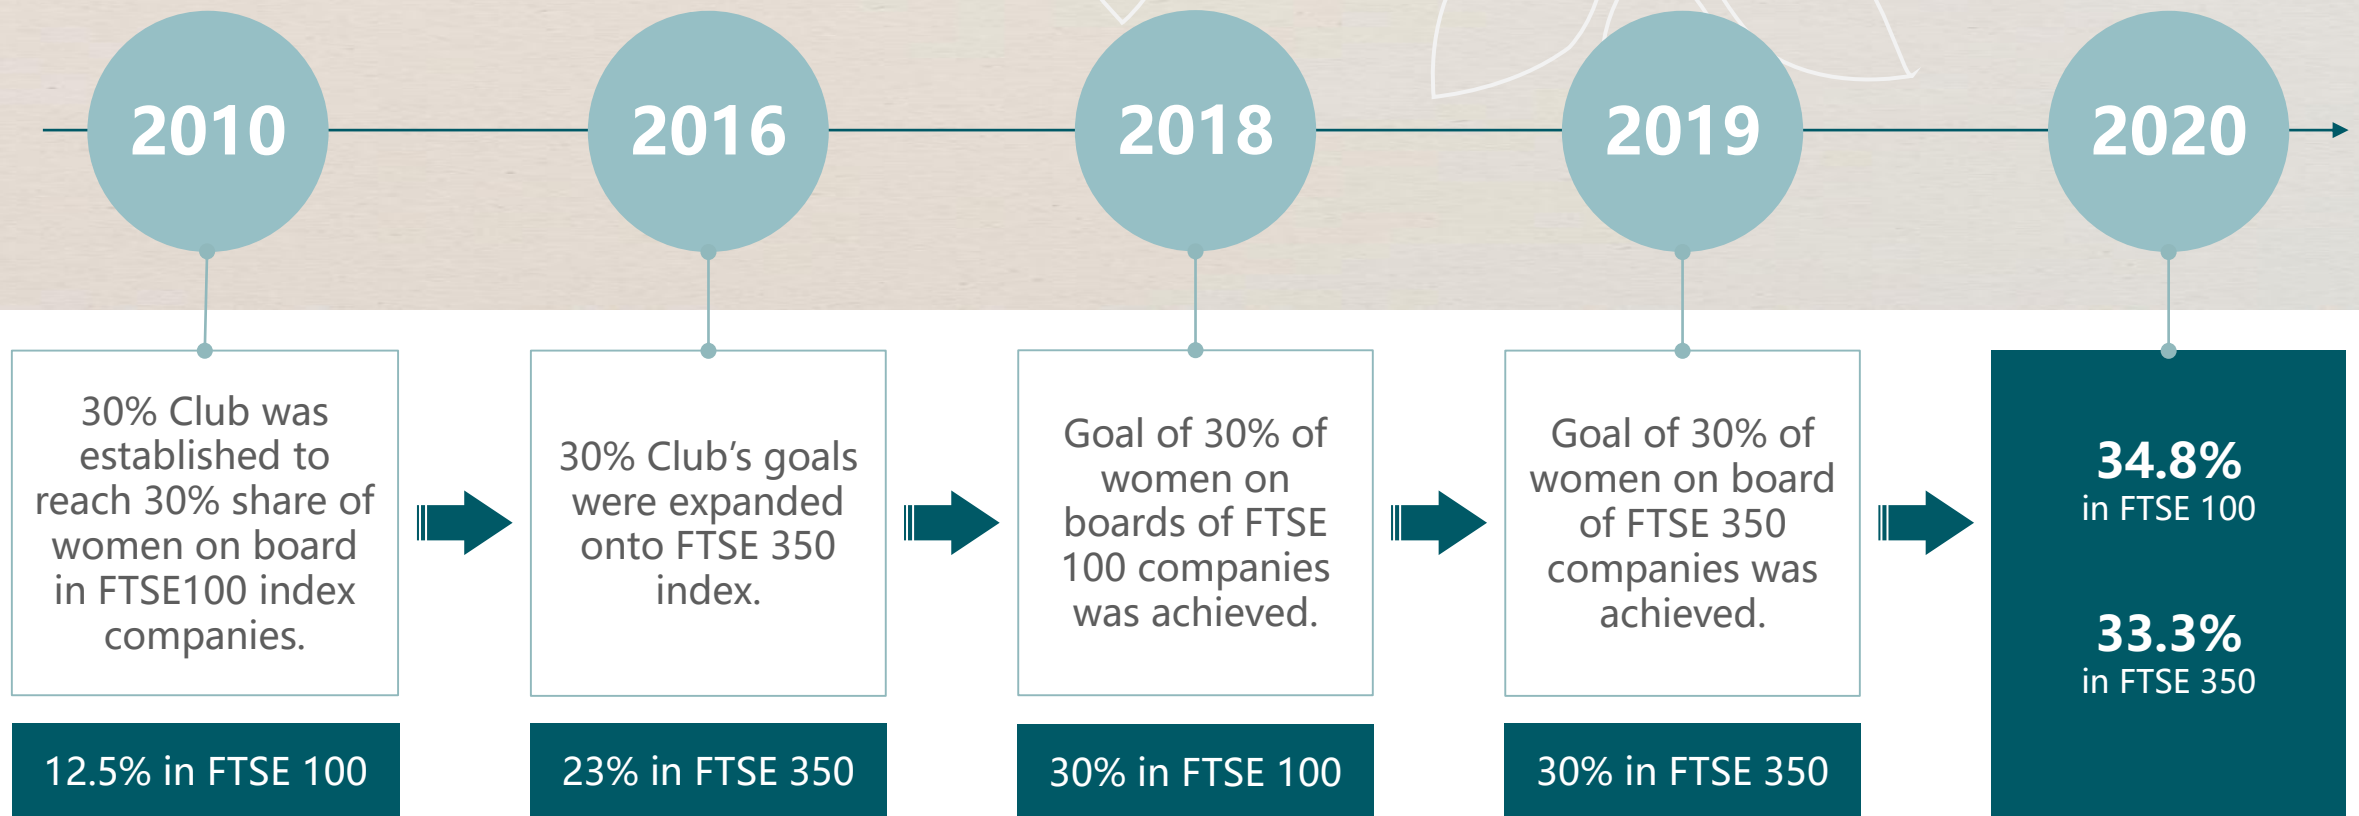 2010
2016
2018
2019
2020
30% Club was
established to
reach 30% share of
women on board
in FTSE100 index
companies.
12.5% in FTSE 100
30% Club’s goals
were expanded
onto FTSE 350
index.
23% in FTSE 350
Goal of 30% of
women on
boards of FTSE
100 companies
was achieved.
30% in FTSE 100
Goal of 30% of
women on board
of FTSE 350
companies was
achieved.
30% in FTSE 350
34.8%
in FTSE 100
33.3%
in FTSE 350